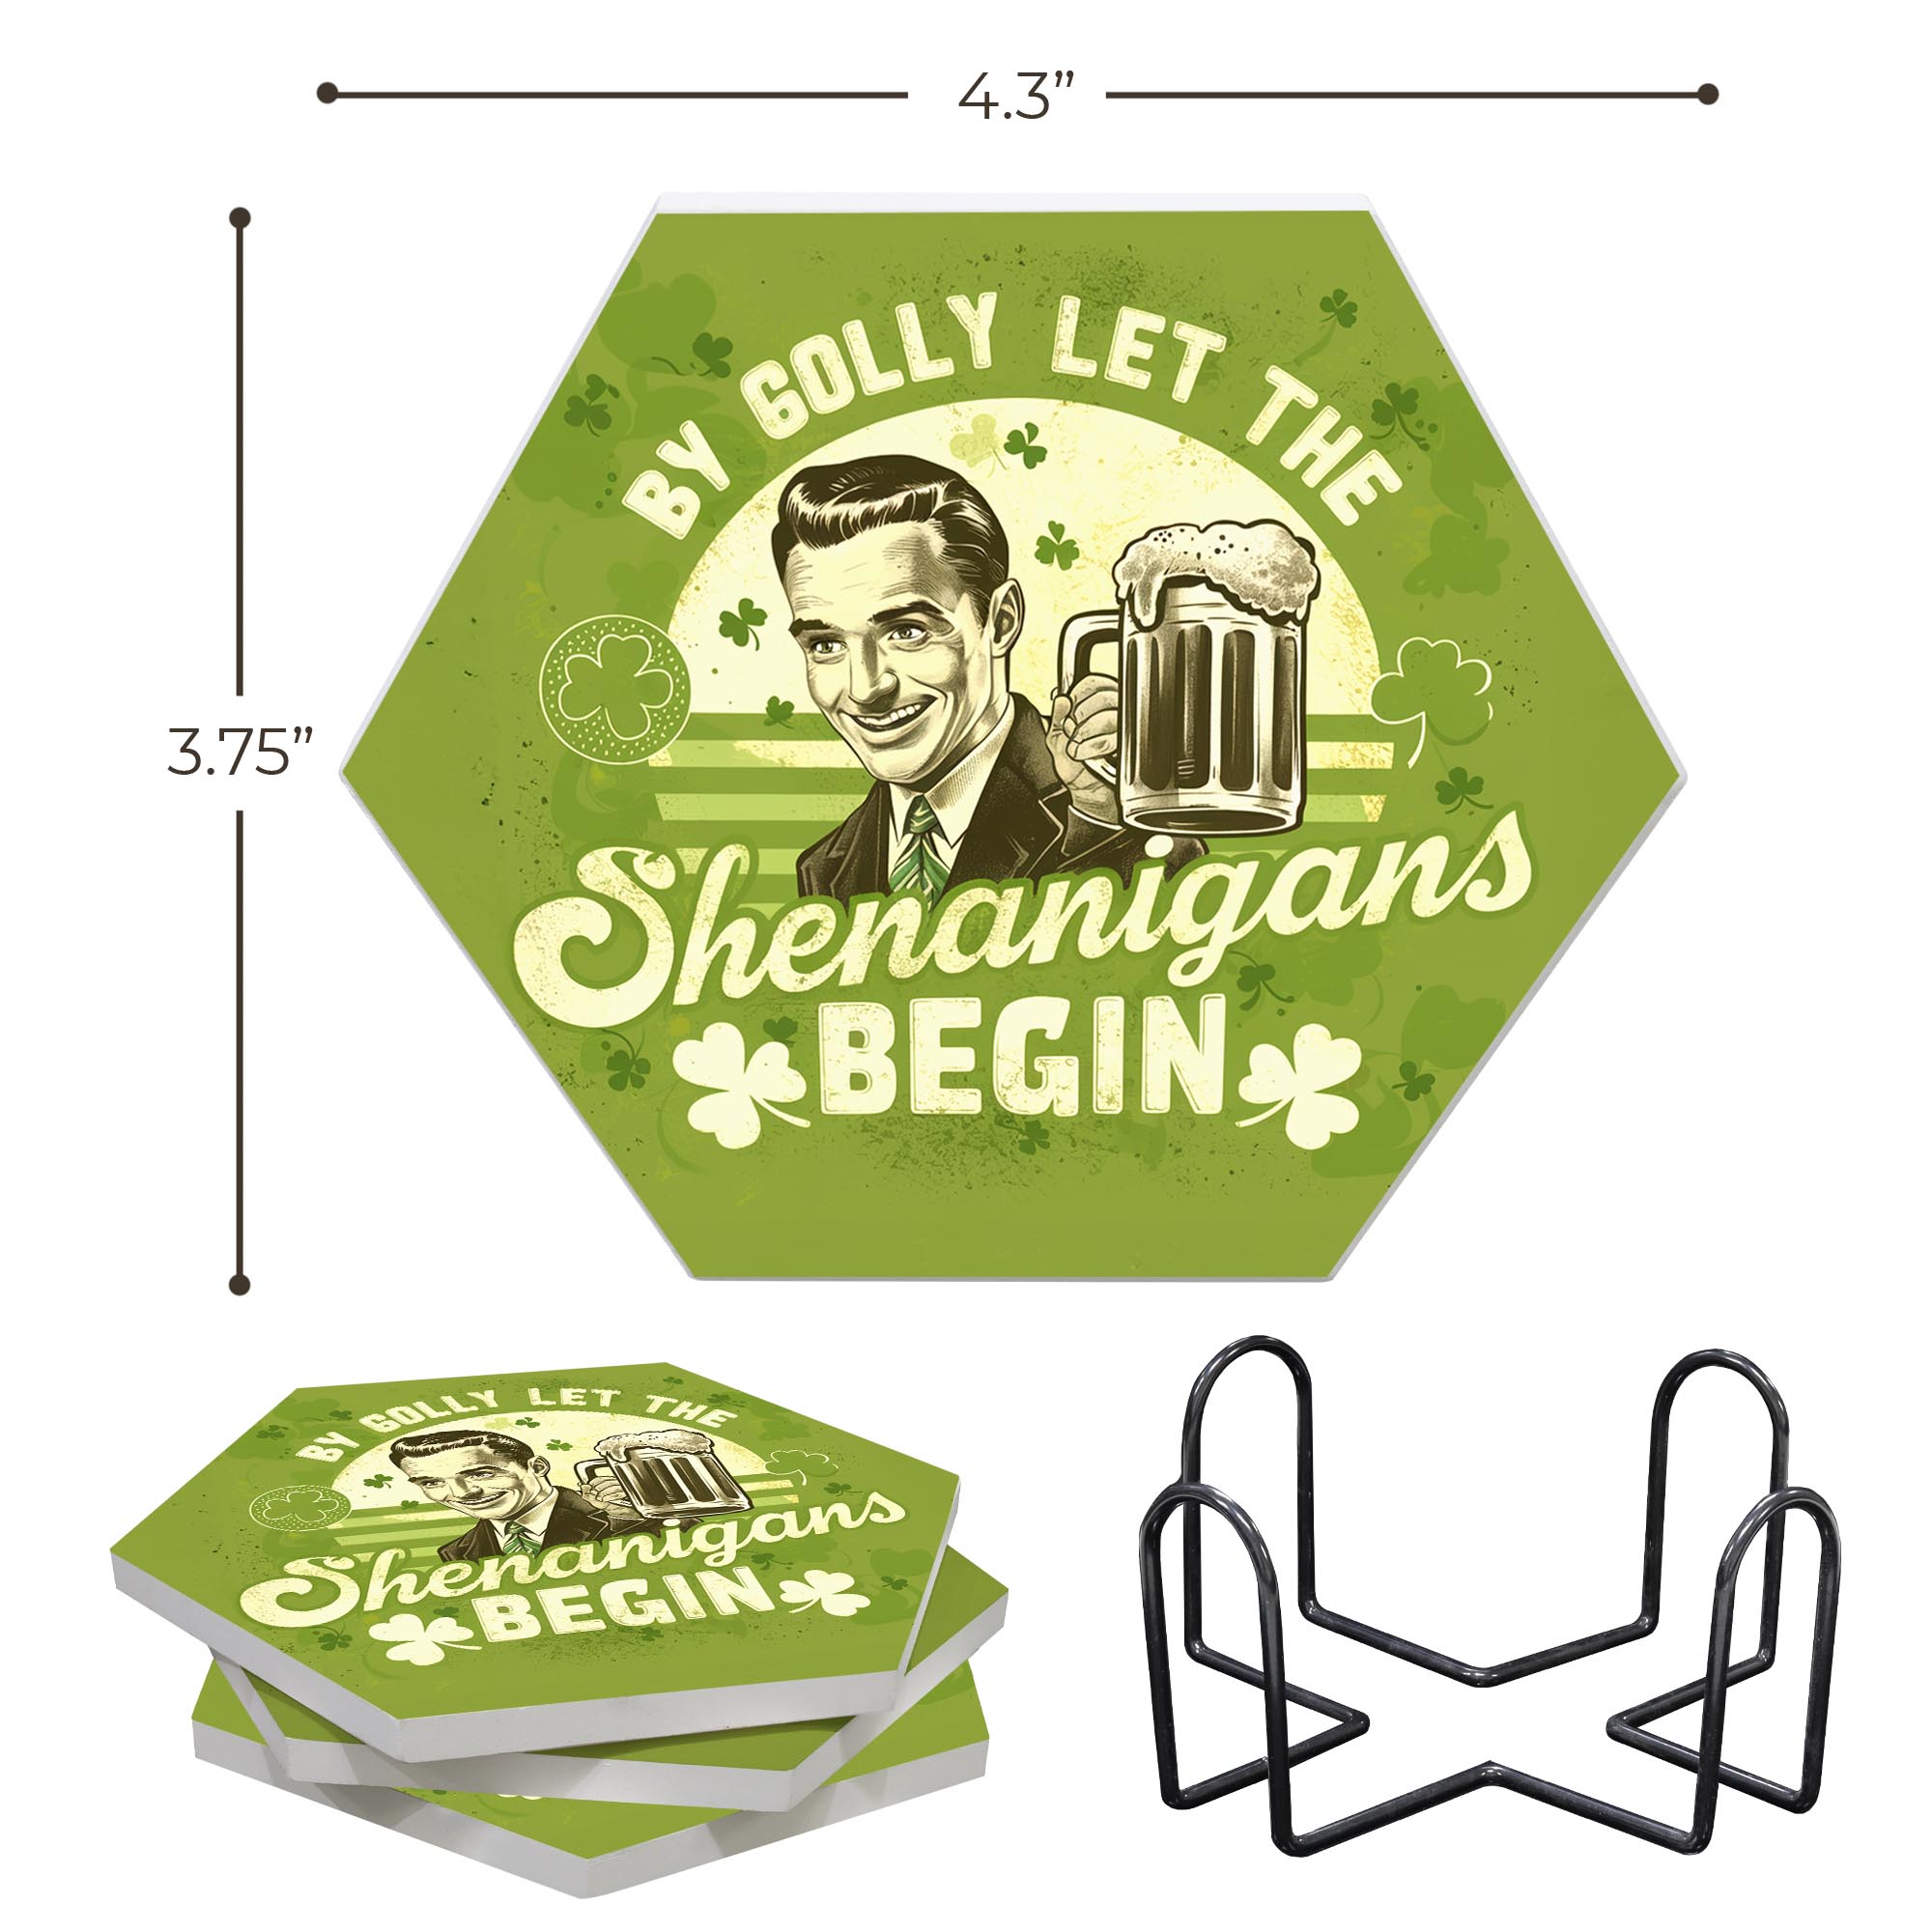 4.3”
3.75”
BY GOLLY LET THE
Shenanigans
BEGIN
BY GOLLY LET THE
Shenanigans
BEGIN